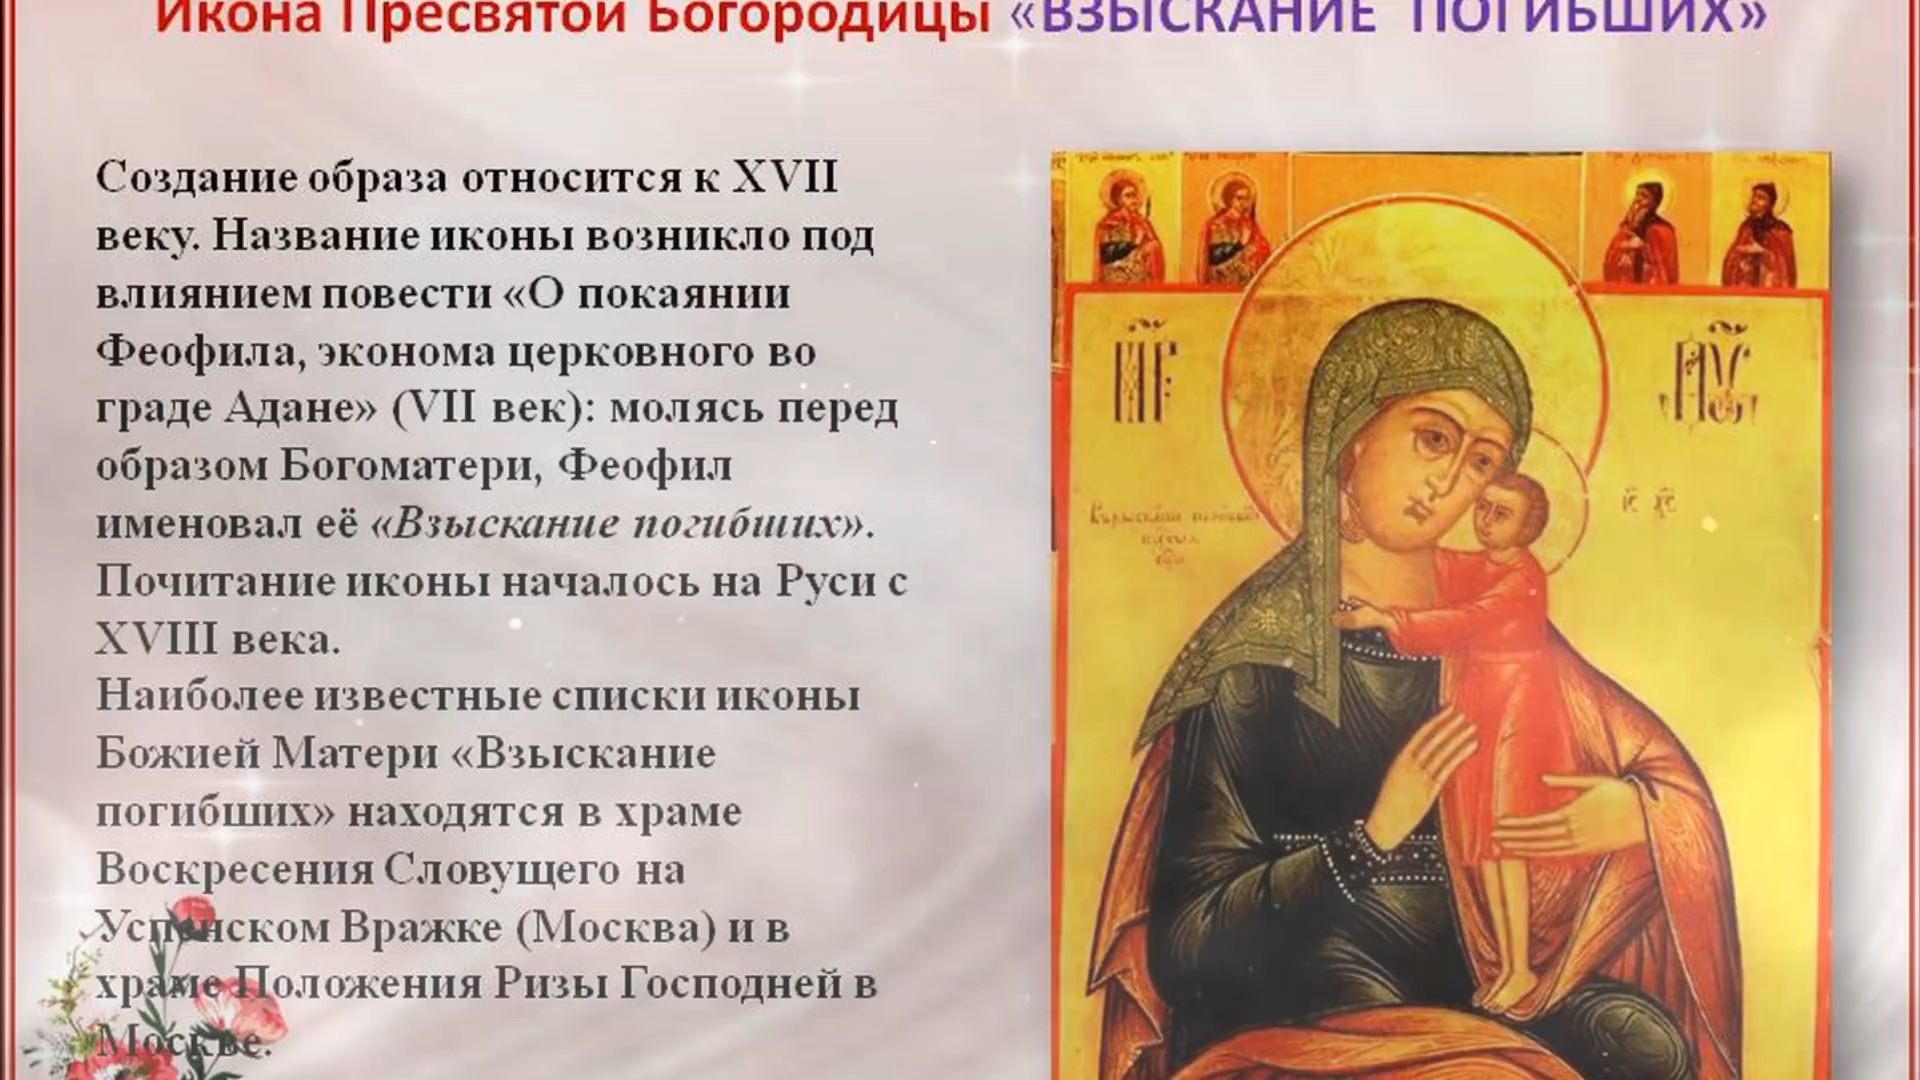 Икона Пресвятой Богородицы «ВЗЫСКАНИЕ ПОГИБШИХ»
Создание образа относится к XVII
веку. Название иконы возникло под
влиянием повести «О покаянии
Феофила, эконома церковного во
граде Адане» (VII век): молясь перед
образом Богоматери, Феофил
именовал её «Взыскание погибших».
Почитание иконы началось на Руси с
XVIII века.
Наиболее известные списки иконы
Божией Матери «Взыскание
погибших» находятся в храме
Воскресения Словущего на
Успенском Вражке (Москва) и в
храме Положения Ризы Господней в
Москве.